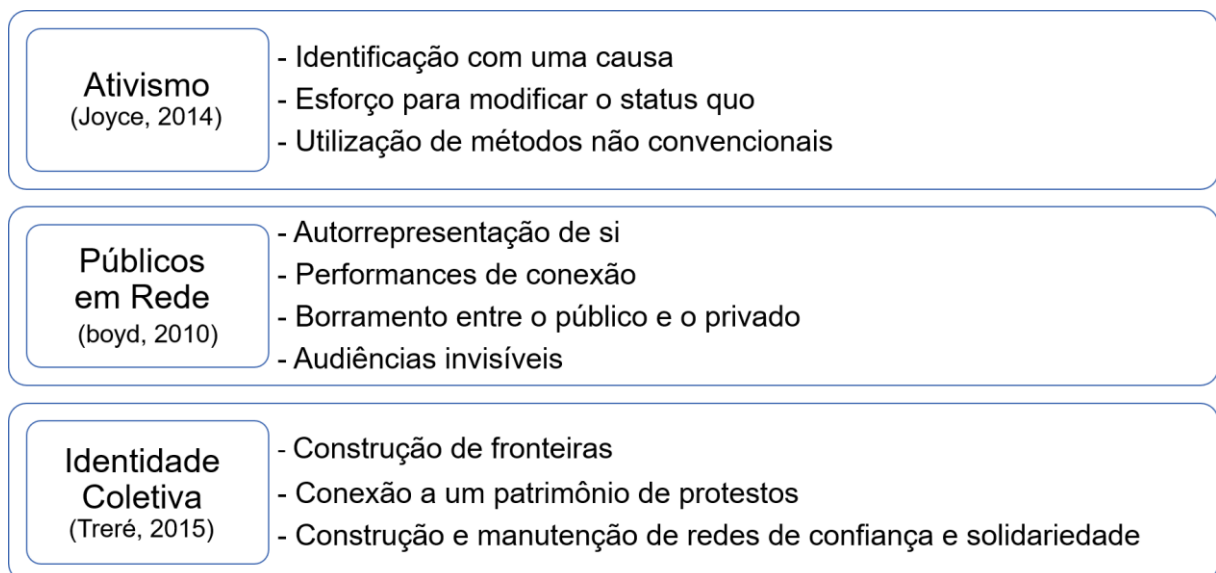 Ativismo
(Joyce, 2014)
- Identificação com uma causa
- Esforço para modificar o status quo
- Utilização de métodos não convencionais
Públicos
em Rede
(boyd, 2010)
- Autorrepresentação de si
- Performances de conexão
- Borramento entre o público e o privado
- Audiências invisíveis
Identidade
Coletiva
(Treré, 2015)
- Construção de fronteiras
- Conexão a um patrimônio de protestos
- Construção e manutenção de redes de confiança e solidariedade